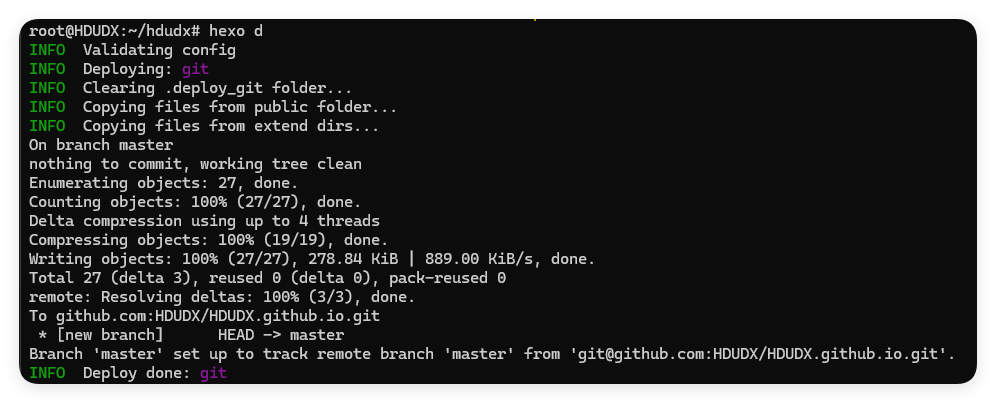 root@HDUDX:~/hdudx# hexo d
INFO  Validating config
INFO  Deploying: git
INFO  Clearing .deploy_git folder...
INFO  Copying files from public folder...
INFO  Copying files from extend dirs...
On branch master
nothing to commit, working tree clean
Enumerating objects: 27, done.
Counting objects: 100% (27/27), done.
Delta compression using up to 4 threads
Compressing objects: 100% (19/19), done.
Writing objects: 100% (27/27), 278.84 KiB | 889.00 KiB/s, done.
Total 27 (delta 3), reused 0 (delta 0), pack-reused 0
remote: Resolving deltas: 100% (3/3), done.
To github.com:HDUDX/HDUDX.github.io.git
 * [new branch]      HEAD -> master
Branch 'master' set up to track remote branch 'master' from 'git@github.com:HDUDX/HDUDX.github.io.git'.
INFO  Deploy done: git